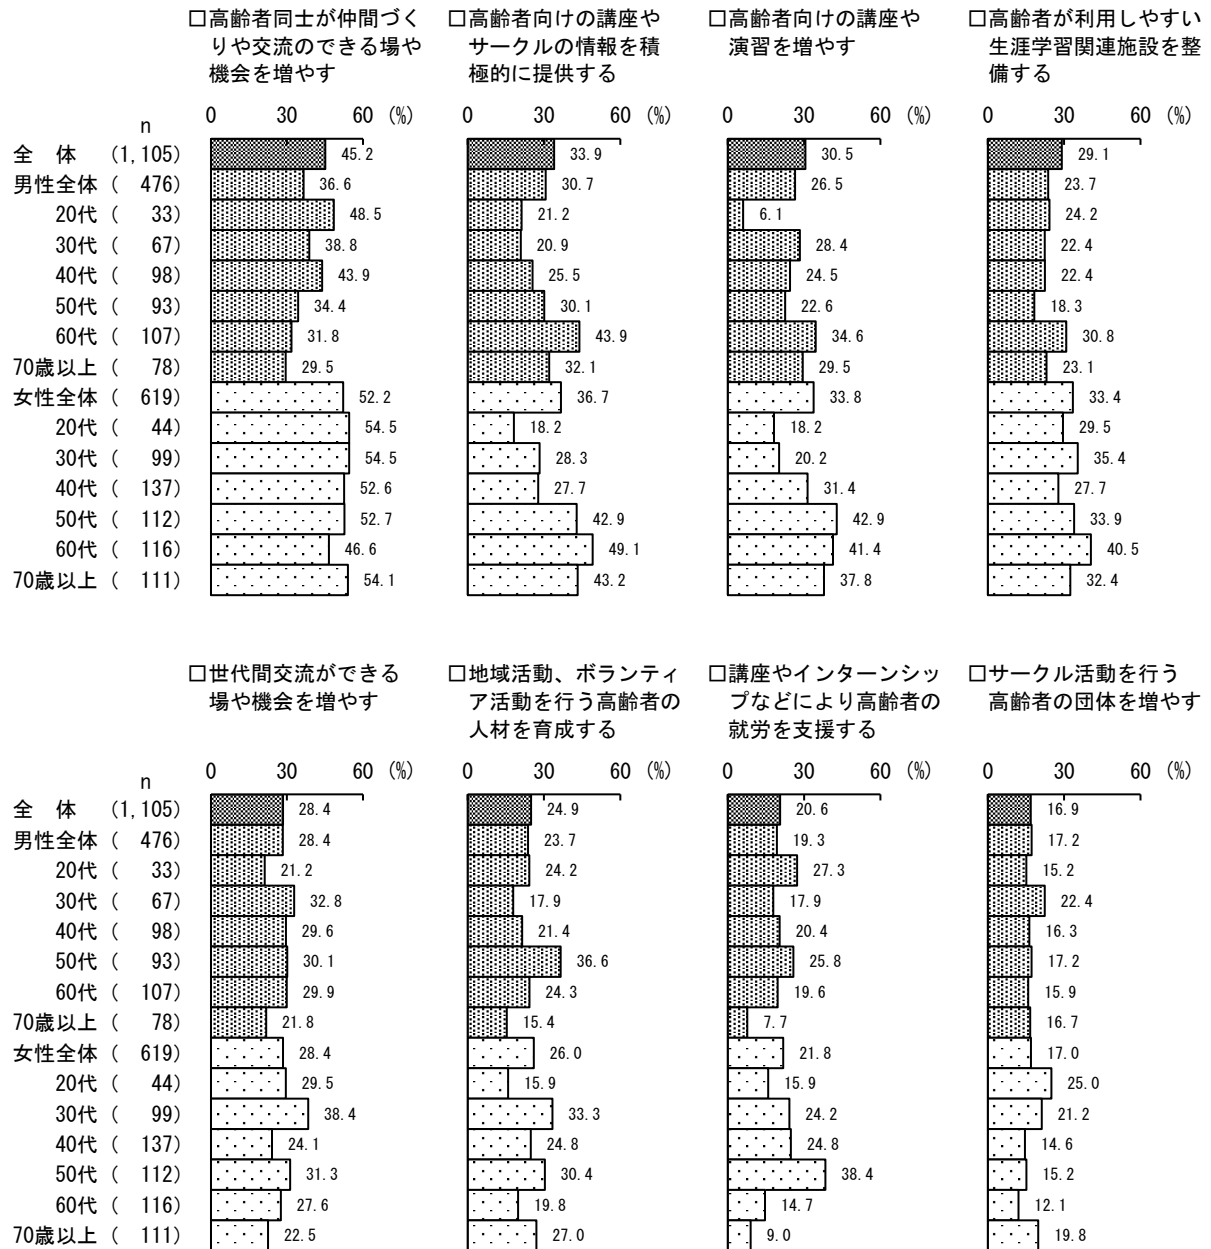 □高齢者同士が仲間づく
りや交流のできる場や
機会を増やす
□高齢者向けの講座や
サークルの情報を積
極的に提供する
□高齢者向けの講座や
演習を増やす
□高齢者が利用しやすい
生涯学習関連施設を整
備する
n 0 30 60 (%) 0 30 60 (%) 0 30 60 (%) 0 30 60 (%)
全 体 (1,105) 45.2 33.9 30.5 29.1
男性全体 ( 476) 36.6 30.7 26.5 23.7
20代 ( 33) 48.5 21.2 6.1 24.2
30代 ( 67) 38.8 20.9 28.4 22.4
40代 ( 98) 43.9 25.5 24.5 22.4
50代 ( 93) 34.4 30.1 22.6 18.3
60代 ( 107) 31.8 43.9 34.6 30.8
70歳以上 ( 78) 29.5 32.1 29.5 23.1
女性全体 ( 619) 52.2 36.7 33.8 33.4
20代 ( 44) 54.5 18.2 18.2 29.5
30代 ( 99) 54.5 28.3 20.2 35.4
40代 ( 137) 52.6 27.7 31.4 27.7
50代 ( 112) 52.7 42.9 42.9 33.9
60代 ( 116) 46.6 49.1 41.4 40.5
70歳以上 ( 111) 54.1 43.2 37.8 32.4
□世代間交流ができる
場や機会を増やす
□地域活動、ボランティ
ア活動を行う高齢者の
人材を育成する
□講座やインターンシッ
プなどにより高齢者の
就労を支援する
□サークル活動を行う
高齢者の団体を増やす
n 0 30 60 (%) 0 30 60 (%) 0 30 60 (%) 0 30 60 (%)
全 体 (1,105) 28.4 24.9 20.6 16.9
男性全体 ( 476) 28.4 23.7 19.3 17.2
20代 ( 33) 21.2 24.2 27.3 15.2
30代 ( 67) 32.8 17.9 17.9 22.4
40代 ( 98) 29.6 21.4 20.4 16.3
50代 ( 93) 30.1 36.6 25.8 17.2
60代 ( 107) 29.9 24.3 19.6 15.9
70歳以上 ( 78) 21.8 15.4 7.7 16.7
女性全体 ( 619) 28.4 26.0 21.8 17.0
20代 ( 44) 29.5 15.9 15.9 25.0
30代 ( 99) 38.4 33.3 24.2 21.2
40代 ( 137) 24.1 24.8 24.8 14.6
50代 ( 112) 31.3 30.4 38.4 15.2
60代 ( 116) 27.6 19.8 14.7 12.1
70歳以上 ( 111) 22.5 27.0 9.0 19.8